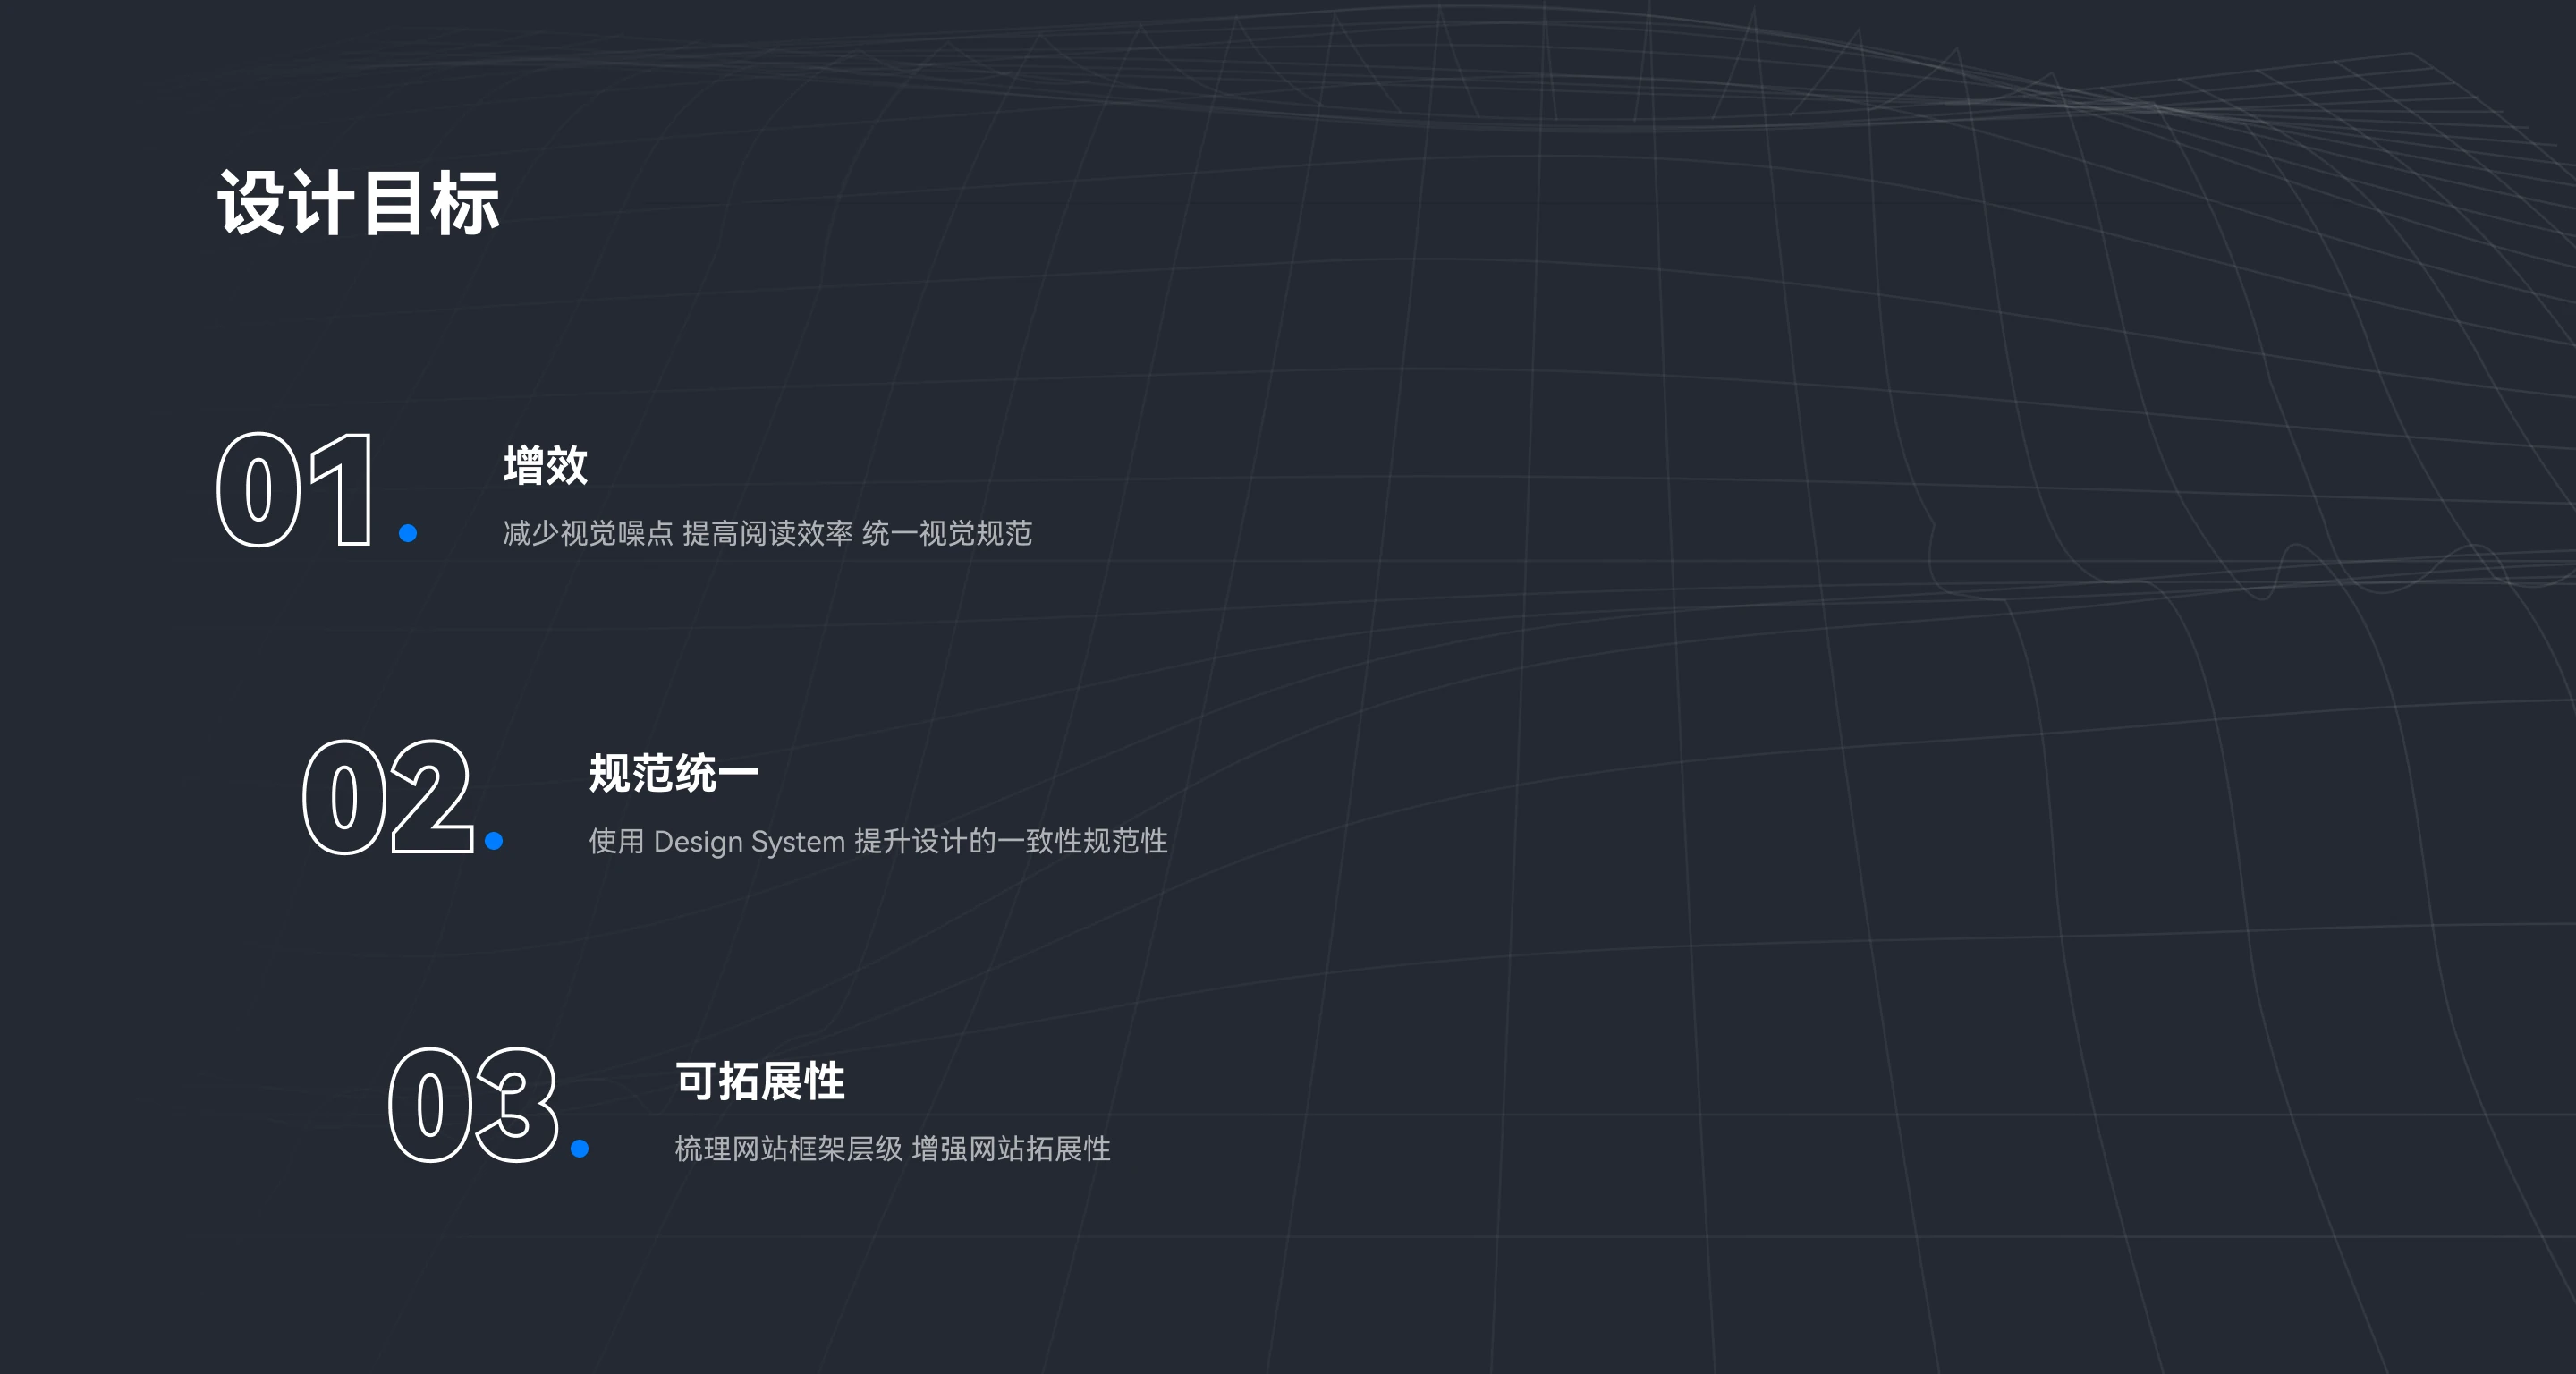 设计目标
01.
增效
减少视觉噪点 提高阅读效率 统一视觉规范
02.
规范统一
使用 Design System 提升设计的一致性规范性
03.
可拓展性
梳理网站框架层级 增强网站拓展性